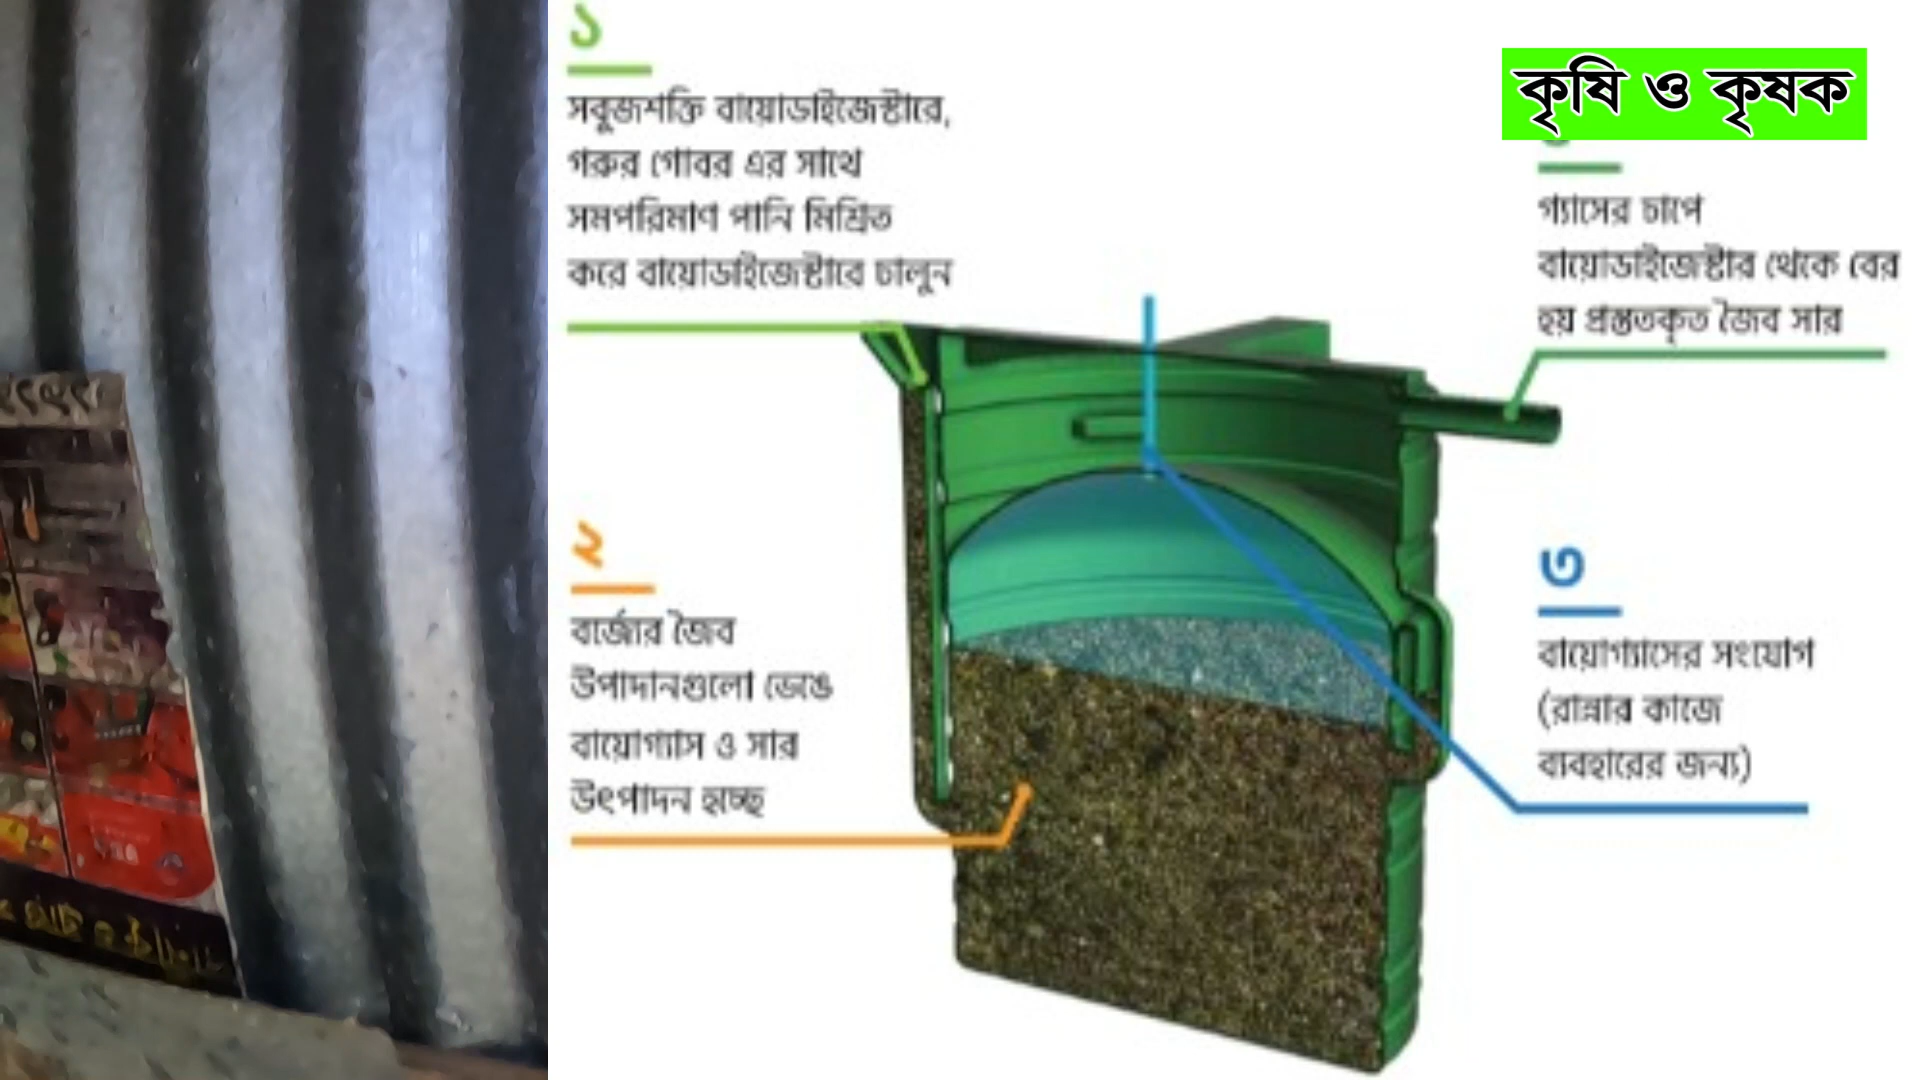 ১
সবুজশক্তি বায়োডাইজেস্টারে,
গরুর গোবর এর সাথে
সমপরিমাণ পানি মিশ্রিত
করে বায়োডাইজেস্টারে ঢালুন
২
বর্জ্যের জৈব
উপাদানগুলো ভেঙে
বায়োগ্যাস ও সার
উৎপাদন হচ্ছে
কৃষি ও কৃষক
গ্যাসের চাপে
বায়োডাইজেস্টার থেকে বের
হয় প্রস্তুতকৃত জৈব সার
৩
বায়োগ্যাসের সংযোগ
(রান্নার কাজে
ব্যবহারের জন্য)